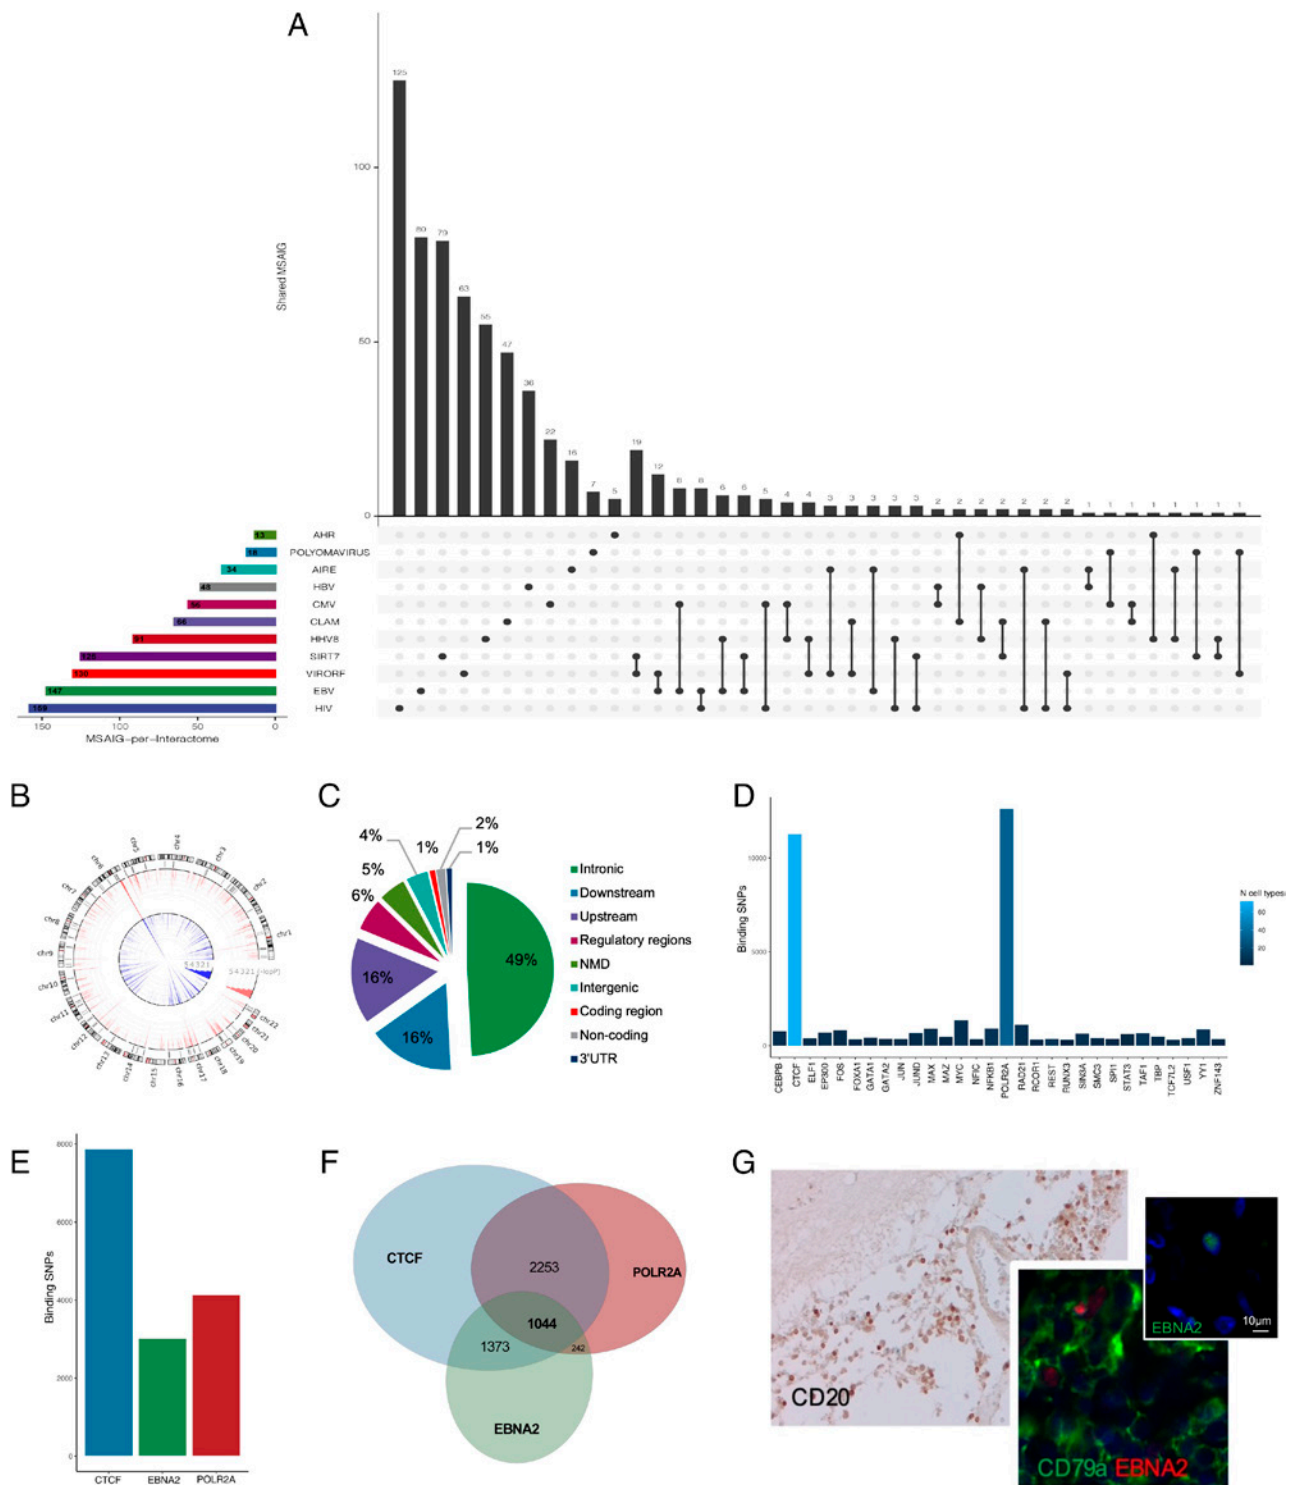 A
125
80
79
63
55
47
36
22
16
7
5
19
12
8
8
6
6
5
4
4
3
3
3
3
3
2
2
2
2
2
2
2
1
1
1
1
1
1
1
1
100
50
0
Shared MSAIG
13 AHR
POLYOMAVIRUS
34 AIRE
48 HBV
CMV
66 CLAM
91 HHV8
SIRT7
130 VIRORF
147 EBV
159 HIV
150 100 50 0
MSAIG-per-Interactome
B
chr1
chr2
chr3
chr4
chr5
chr6
chr7
chr8
chr9
chr10
chr11
chr12
chr13
chr14
chr15
chr16
chr17
chr18
chr19
chr20
chr21
chr22
54321
54321(-logP)
C
49%
16%
16%
6%
5%
4%
1%
2%
1%
Intronic
Downstream
Upstream
Regulatory regions
NMD
Intergenic
Coding region
Non-coding
3'UTR
D
10000
5000
0
Binding SNPs
CEBPB
CTCF
ELF1
EP300
FOS
FOXA1
GATA1
GATA2
JUN
JUND
MAX
MAZ
MYC
NFIC
NFKB1
POLR2A
RAD21
RCOR1
REST
RUNX3
SIN3A
SMC3
SPI1
STAT3
TAF1
TBP
TCF7L2
USF1
YY1
ZNF143
N cell types
60
40
20
E
8000
6000
4000
2000
0
Binding SNPs
CTCF EBNA2 POLR2A
F
CTCF
2253
POLR2A
1044
1373
242
EBNA2
G
CD20
EBNA2
10µm
CD79a EBNA2